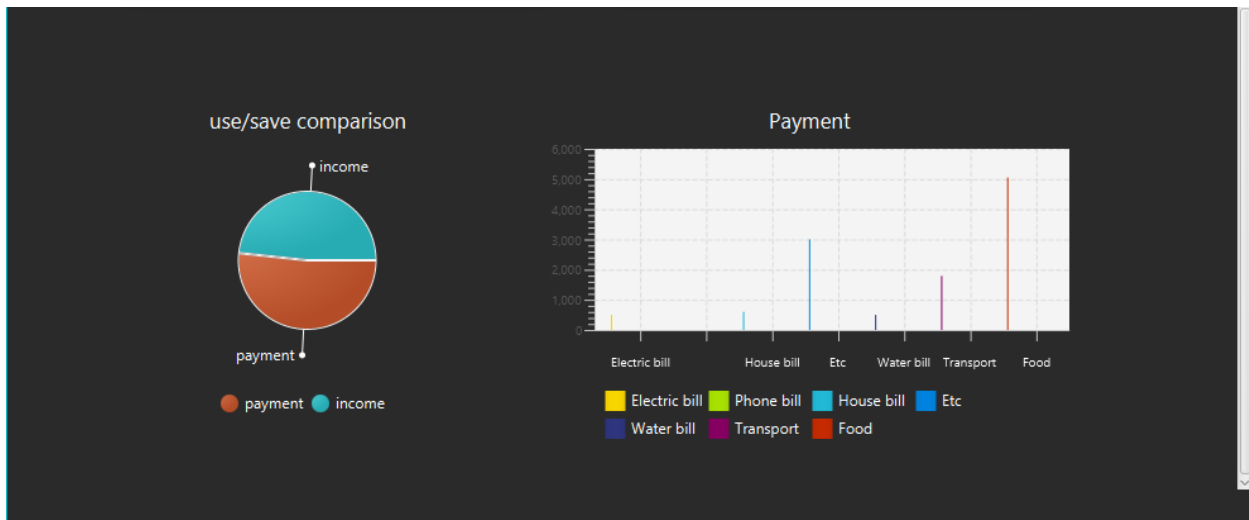 use/save comparison
income
payment
payment income
Payment
6,000
5,000
4,000
3,000
2,000
1,000
0
Electric bill House bill Etc Water bill Transport Food
Electric bill Phone bill House bill Etc
Water bill Transport Food